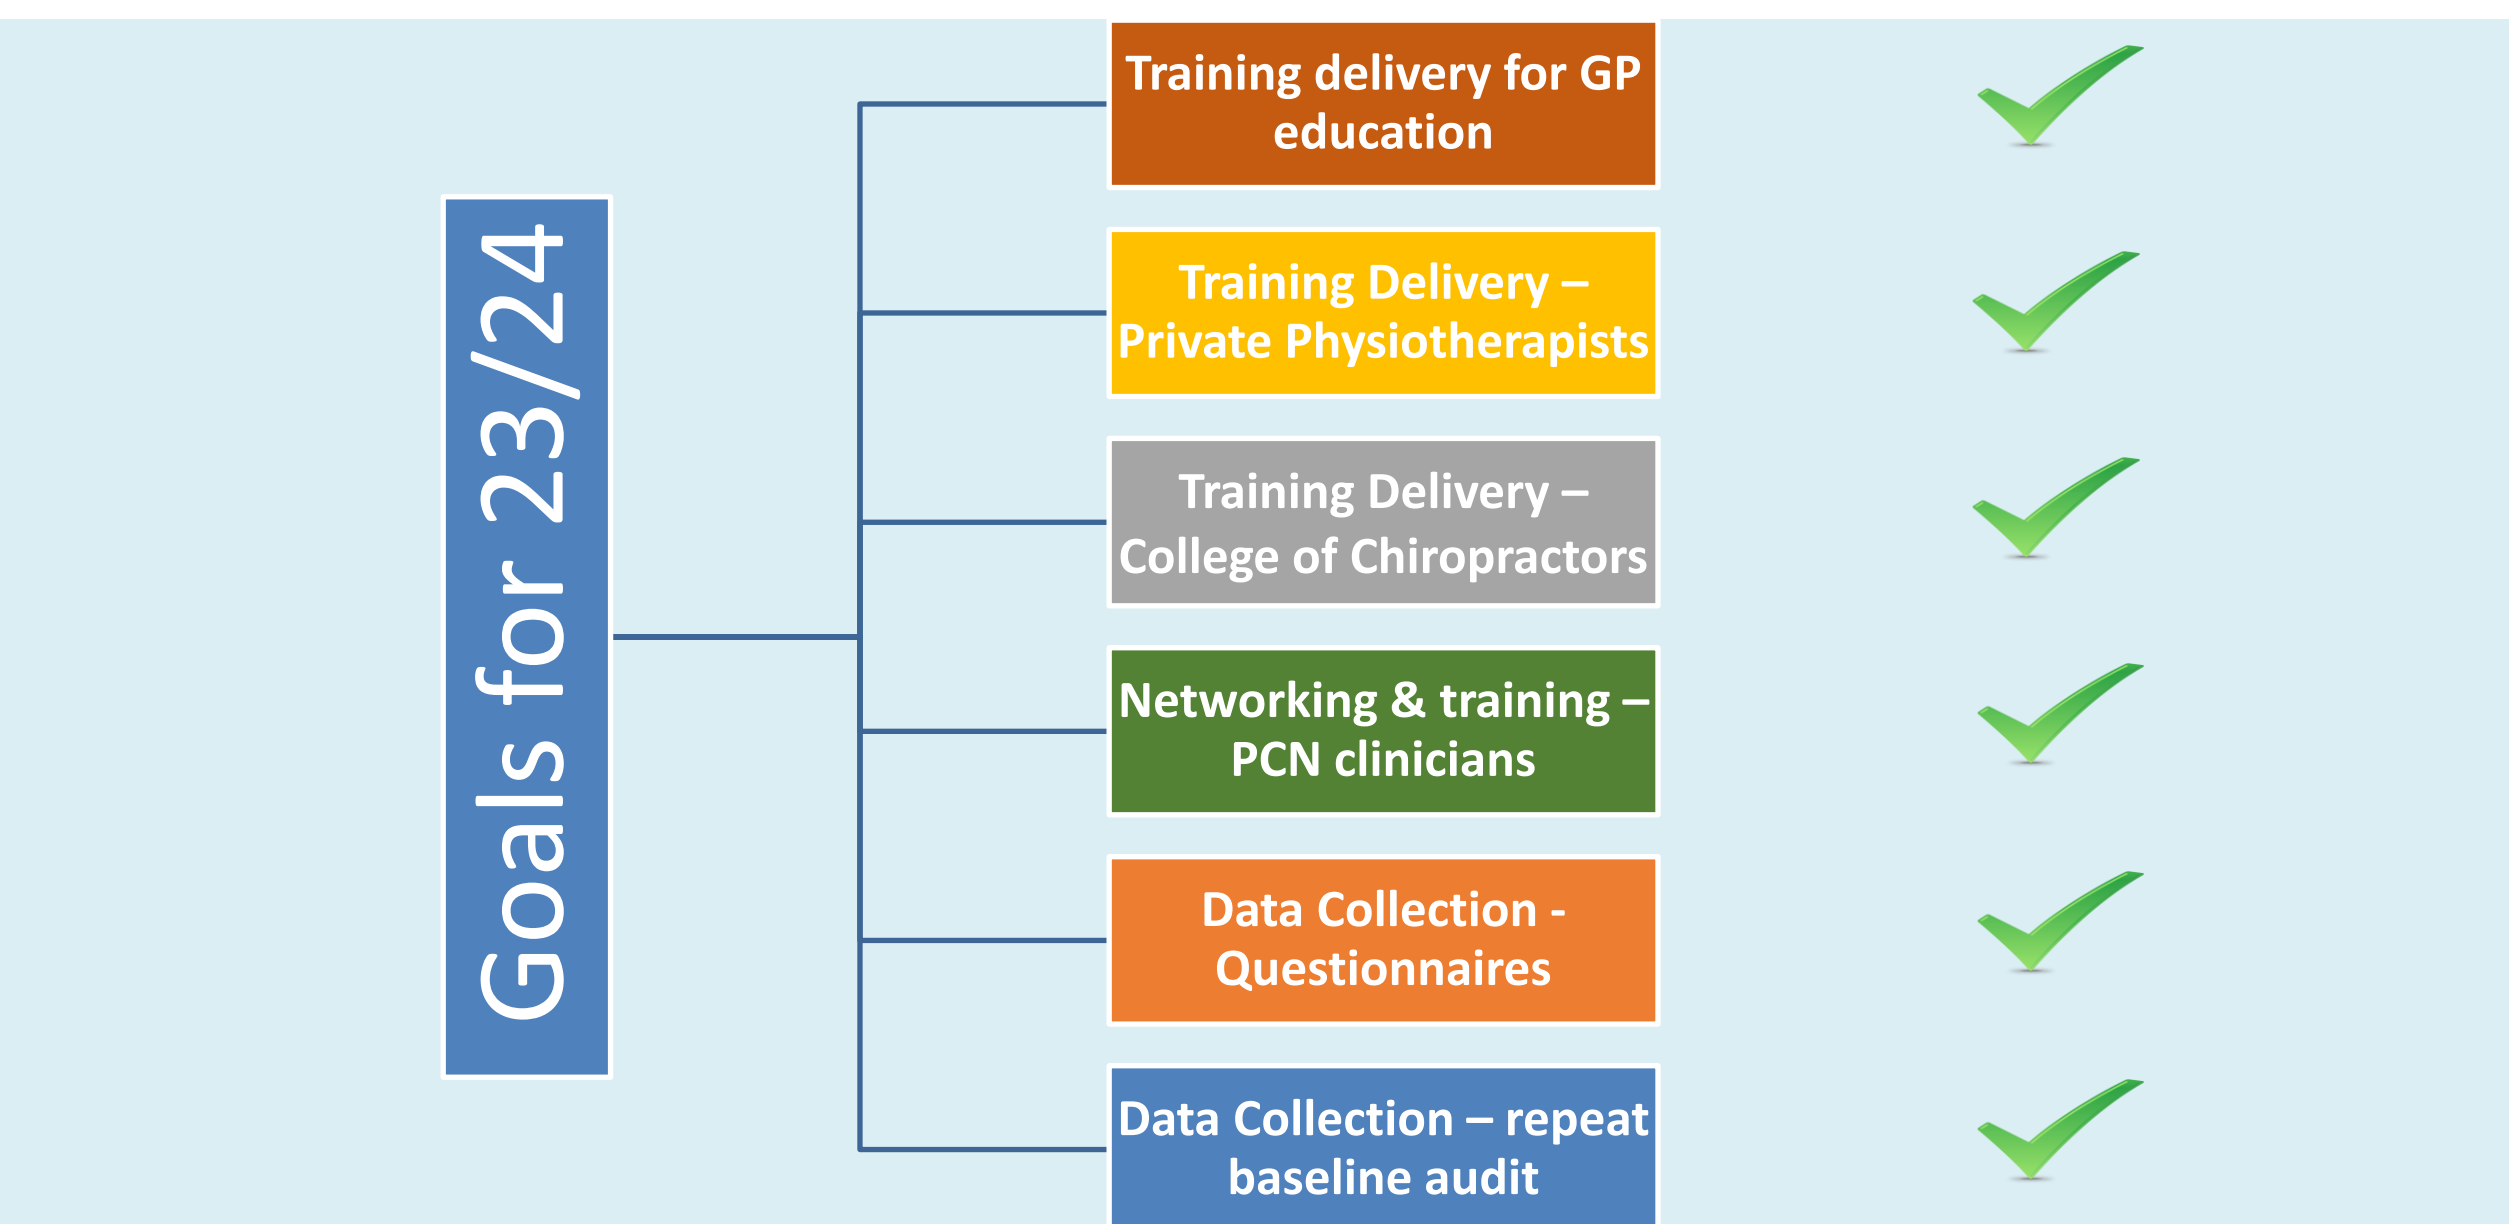 Goals for 23/24
Training delivery for GP
education
Training Delivery –
Private Physiotherapists
Training Delivery –
College of Chiropractors
Networking & training –
PCN clinicians
Data Collection -
Questionnaires
Data Collection – repeat
baseline audit